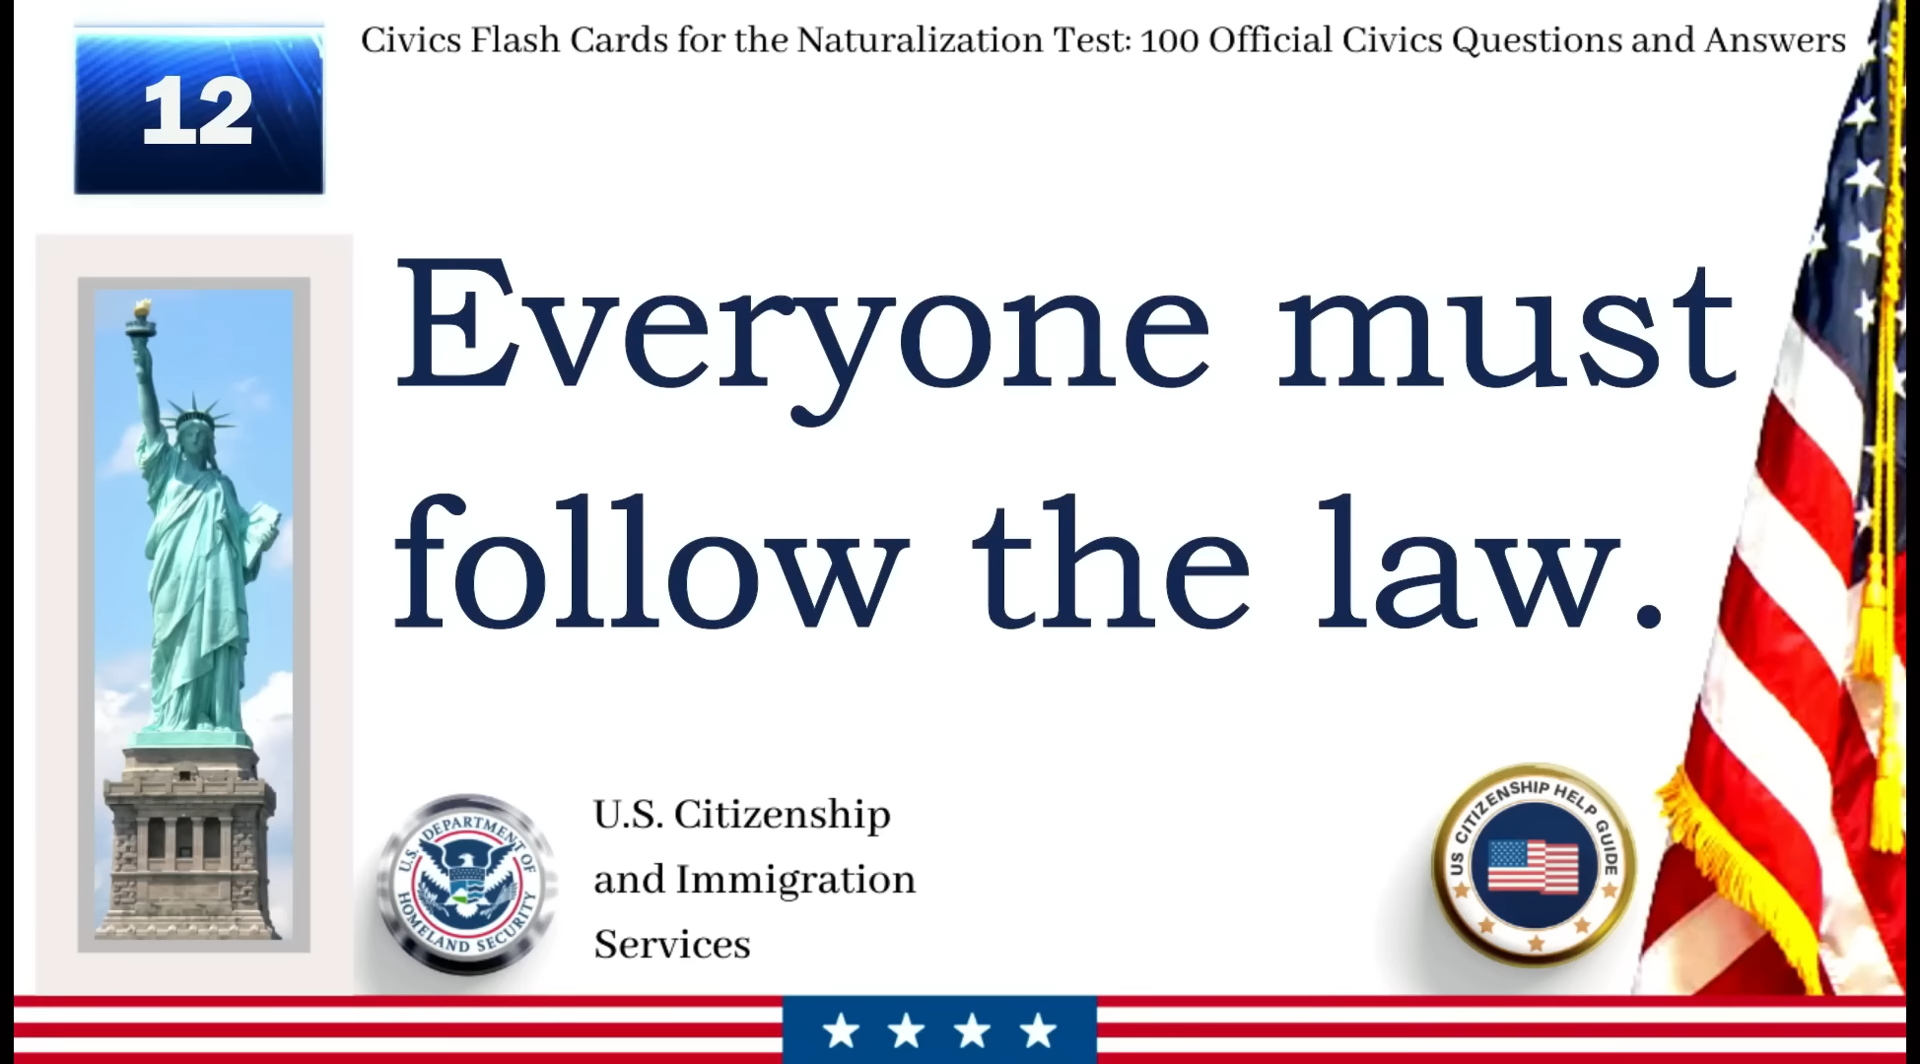 12
Civics Flash Cards for the Naturalization Test: 100 Official Civics Questions and Answers
Everyone must
follow the law.
U.S. DEPARTMENT OF
HOMELAND SECURITY
U.S. Citizenship
and Immigration
Services
US CITIZENSHIP HELP GUIDE